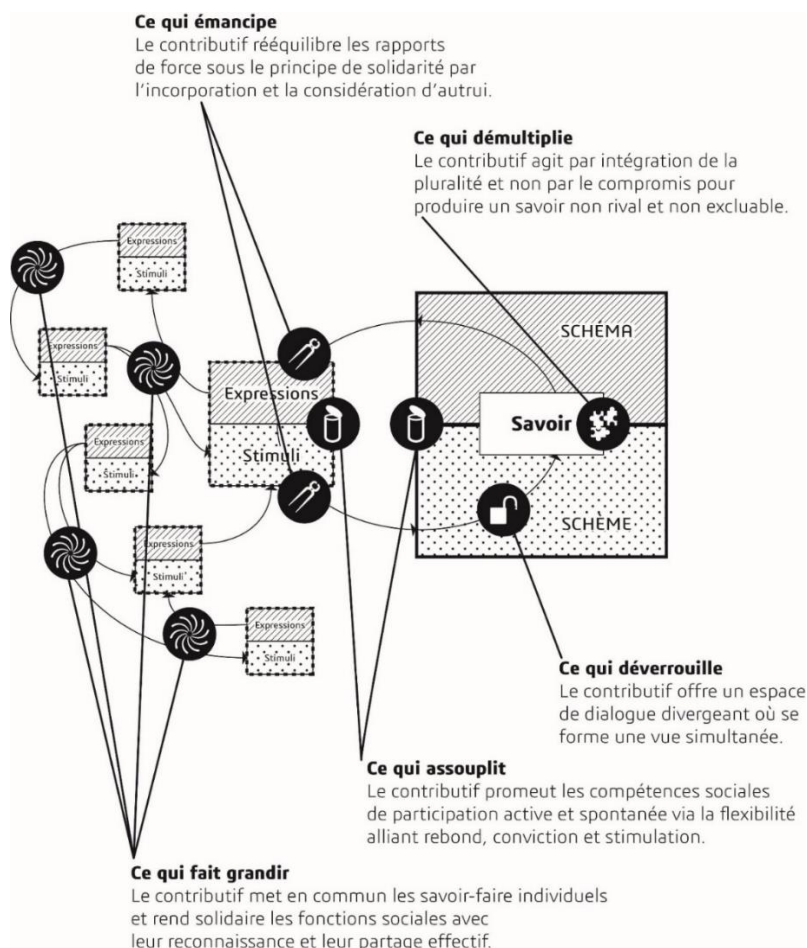 Ce qui émancipe
Le contributif rééquilibre les rapports
de force sous le principe de solidarité par
l'incorporation et la considération d'autrui.
Ce qui démultiplie
Le contributif agit par intégration de la
pluralité et non par le compromis pour
produire un savoir non rival et non excluable.
Expressions
Stimuli
Expressions
Stimuli
Expressions
Stimuli
Expressions
Stimuli
Expressions
Stimuli
Expressions
Stimuli
SCHÉMA
Savoir
SCHÈME
Ce qui déverrouille
Le contributif offre un espace
de dialogue divergeant où se
forme une vue simultanée.
Ce qui assouplit
Le contributif promeut les compétences sociales
de participation active et spontanée via la flexibilité
alliant rebond, conviction et stimulation.
Ce qui fait grandir
Le contributif met en commun les savoir-faire individuels
et rend solidaire les fonctions sociales avec
leur reconnaissance et leur partage effectif.